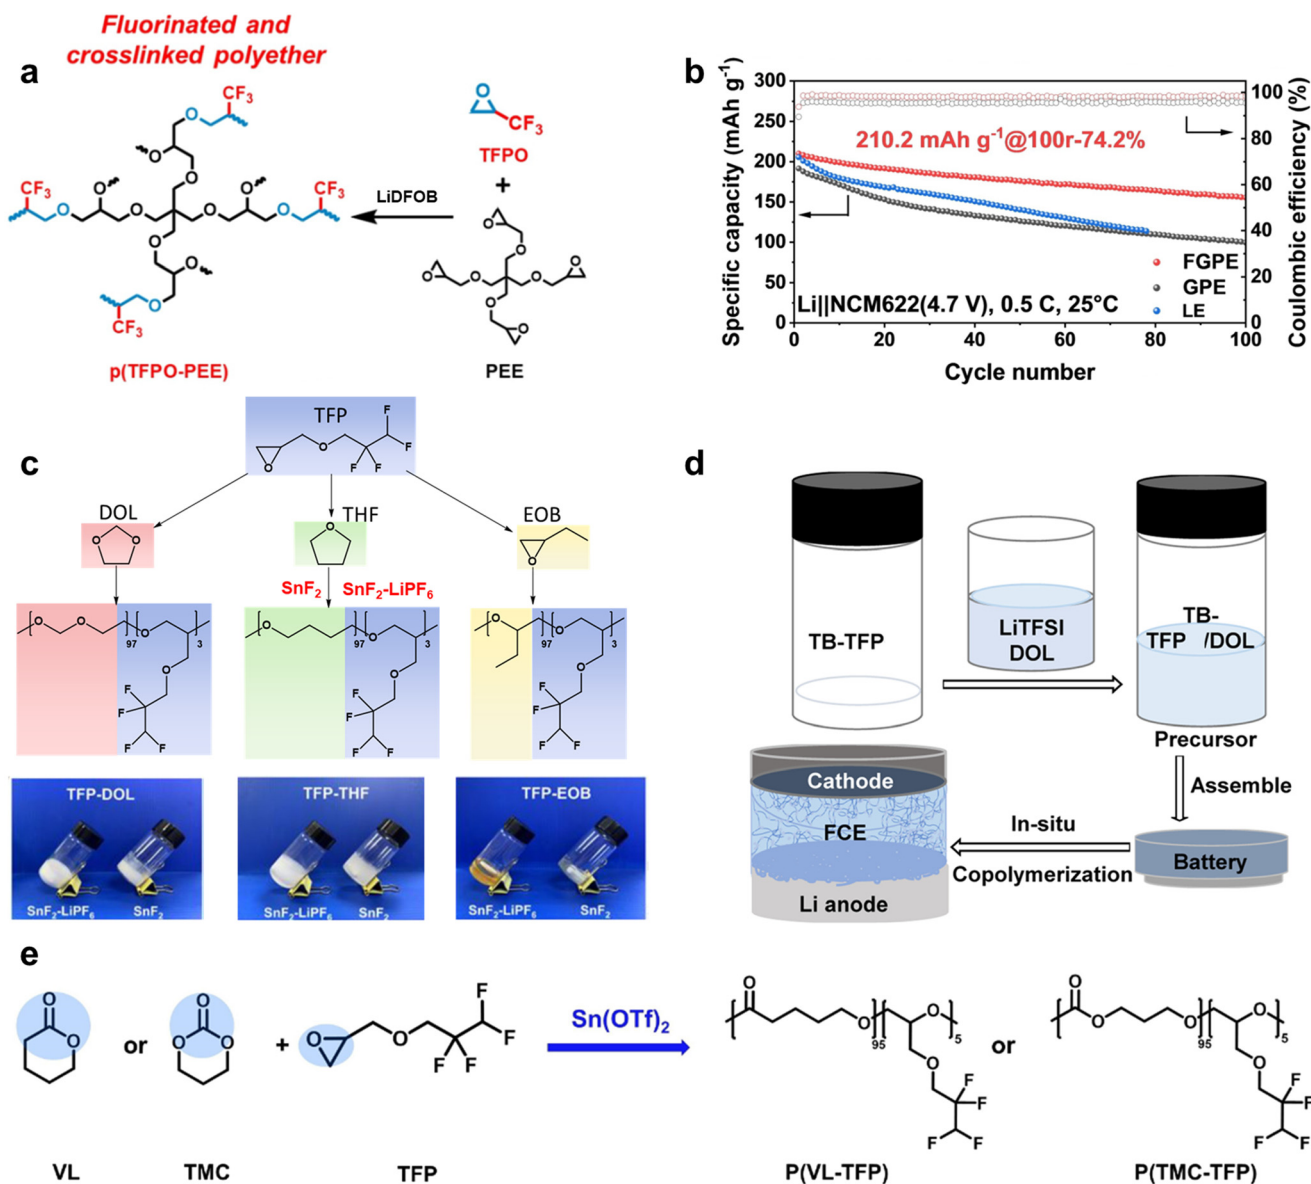 Fluorinated and
crosslinked polyether
a
CF3
O
O
O
CF3
O
O
O
O
O
O
CF3
O
O
O
CF3
p(TFPO-PEE)
LiDFOB
O
CF3
TFPO
+
O
O
O
O
O
O
O
O
PEE
b
Specific capacity (mAh g-1)
300
250
200
150
100
50
0
210.2 mAh g-1@100r-74.2%
FGPE
GPE
LE
Li||NCM622(4.7 V), 0.5 C, 25°C
0 20 40 60 80 100
Cycle number
100
80
60
40
20
0
Coulombic efficiency (%)
c
TFP
O
O
F
F
F
F
DOL
O
O
THF
O
EOB
O
SnF2
SnF2-LiPF6
O
O
97
O
3
O
F
F
F
F
O
97
O
3
O
F
F
F
F
O
97
O
3
O
F
F
F
F
TFP-DOL
SnF2-LiPF6
SnF2
TFP-THF
SnF2-LiPF6
SnF2
TFP-EOB
SnF2-LiPF6
SnF2
d
TB-TFP
LiTFSI
DOL
TB-
TFP /DOL
Precursor
Assemble
Battery
In-situ
Copolymerization
Cathode
FCE
Li anode
e
O
O
VL
or
O
O
O
TMC
+
O
O
F
F
F
F
TFP
Sn(OTf)2
O
O
95
O
5
O
F
F
F
F
P(VL-TFP)
or
O
O
O
95
O
5
O
F
F
F
F
P(TMC-TFP)